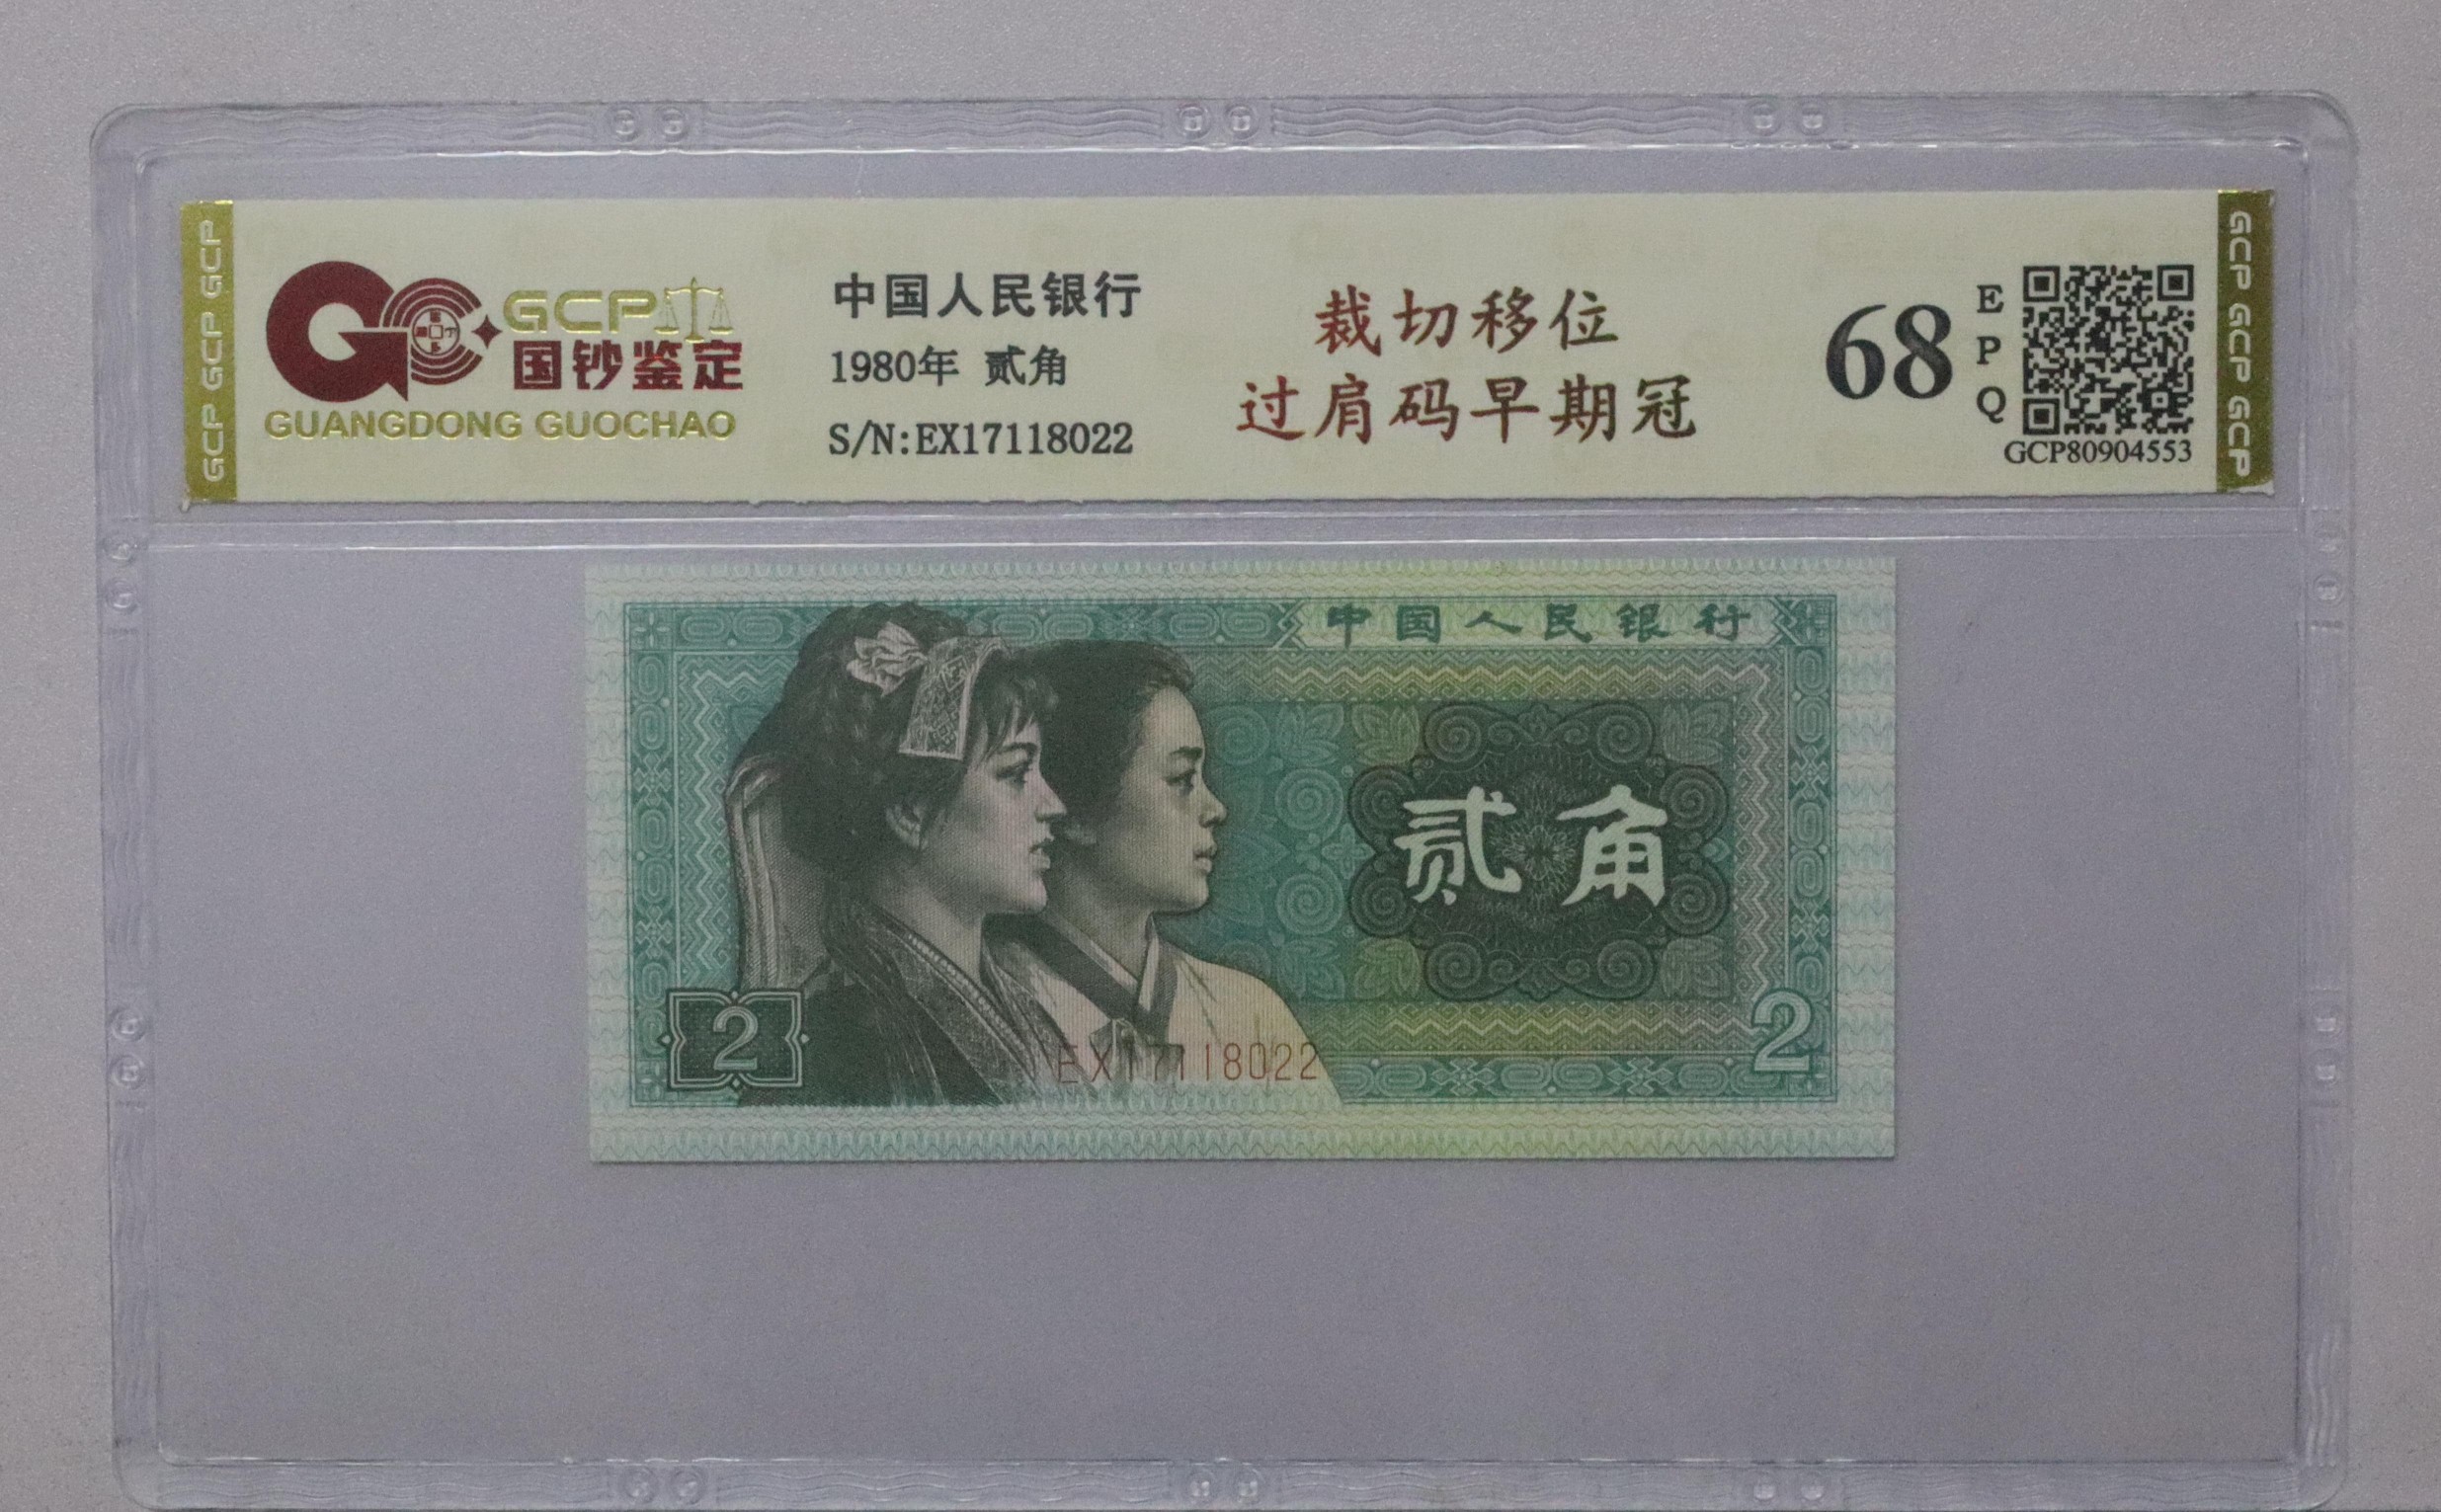 GCP GCP GCP
GCP
国钞鉴定
GUANGDONG GUOCHAO
中国人民银行
1980年 贰角
S/N:EX17118022
裁切移位
过肩码早期冠
68
EPQ
GCP80904553
GCP GCP GCP
中国人民银行
贰角
2
EX17118022
2